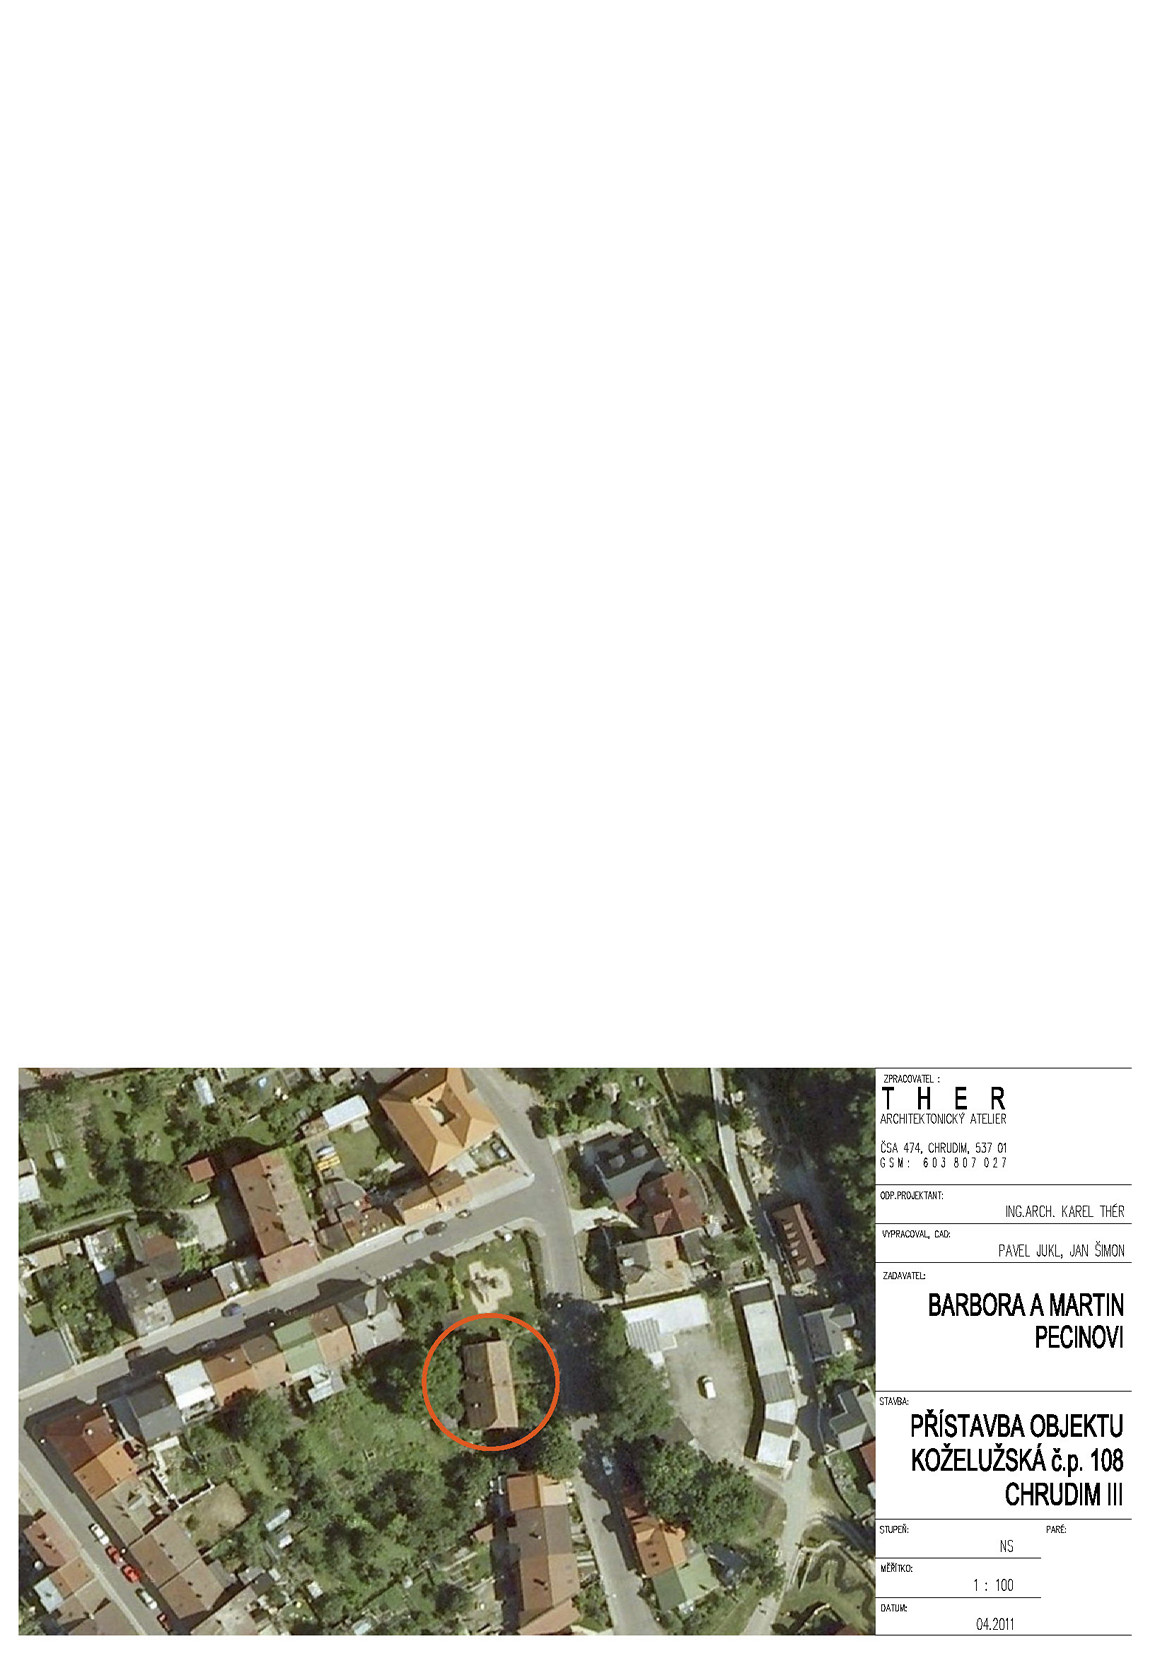 ZPRACOVATEL :
T H E R
ARCHITEKTONICKÝ ATELIER
ČSA 474, CHRUDIM, 537 01
GSM: 603 807 027
ODP.PROJEKTANT:
ING.ARCH. KAREL THÉR
VYPRACOVAL, CAD:
PAVEL JUKL, JAN ŠIMON
ZADAVATEL:
BARBORA A MARTIN
PECINOVI
STAVBA:
PŘÍSTAVBA OBJEKTU
KOŽELUŽSKÁ č.p. 108
CHRUDIM III
STUPEŇ:
NS
PARÉ:
MĚŘÍTKO:
1 : 100
DATUM:
04.2011